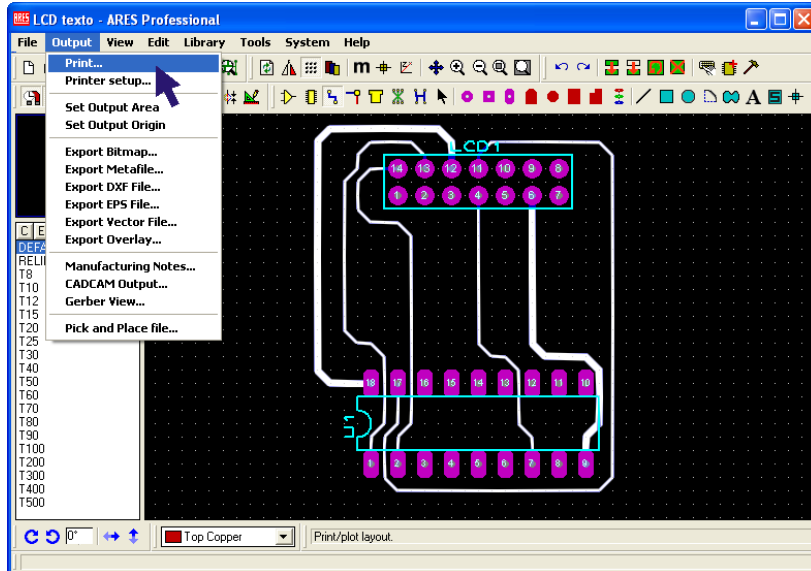 ARES LCD texto - ARES Professional
File Output View Edit Library Tools System Help
Print...
Printer setup...
Set Output Area
Set Output Origin
Export Bitmap...
Export Metafile...
Export DXF File...
Export EPS File...
Export Vector File...
Export Overlay...
Manufacturing Notes...
CADCAM Output...
Gerber View...
Pick and Place file...
m
A
C E
DEFA
RELI
T8
T10
T12
T15
T20
T25
T30
T40
T50
T60
T70
T80
T90
T100
T200
T300
T400
T500
LCD1
14 13 12 11 10 9 8
1 2 3 4 5 6 7
18 17 16 15 14 13 12 11 10
U1
1 2 3 4 5 6 7 8 9
0° Top Copper Print/plot layout.